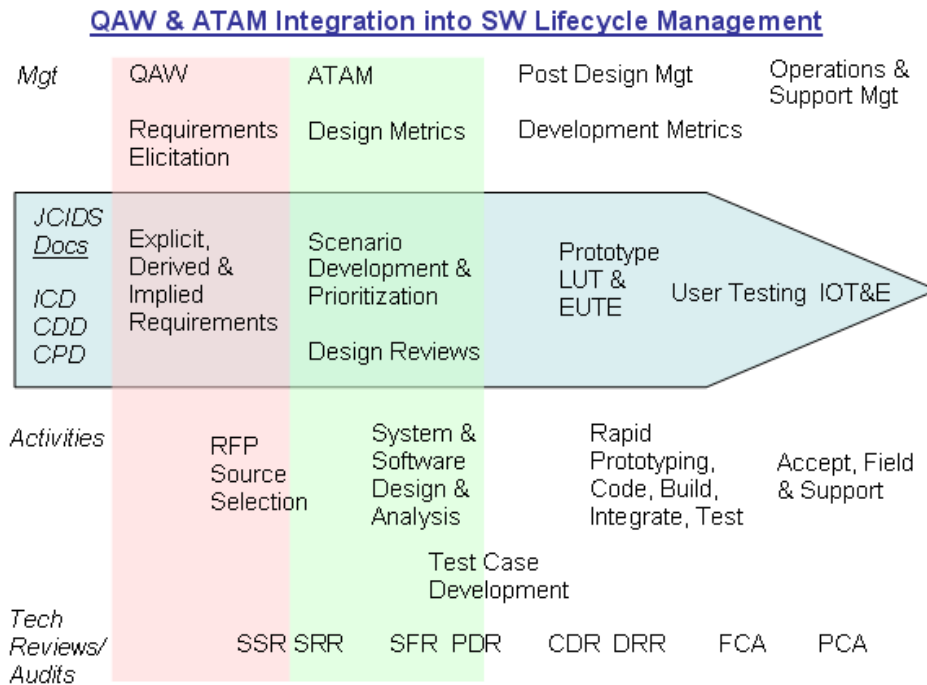 QAW & ATAM Integration into SW Lifecycle Management
Mgt
QAW
ATAM
Post Design Mgt
Operations &
Support Mgt
Requirements
Elicitation
Design Metrics
Development Metrics
JCIDS
Docs
ICD
CDD
CPD
Explicit,
Derived &
Implied
Requirements
Scenario
Development &
Prioritization
Design Reviews
Prototype
LUT &
EUTE
User Testing
IOT&E
Activities
RFP
Source
Selection
System &
Software
Design &
Analysis
Rapid
Prototyping,
Code, Build,
Integrate, Test
Accept, Field
& Support
Test Case
Development
Tech
Reviews/
Audits
SSR SRR SFR PDR CDR DRR FCA PCA